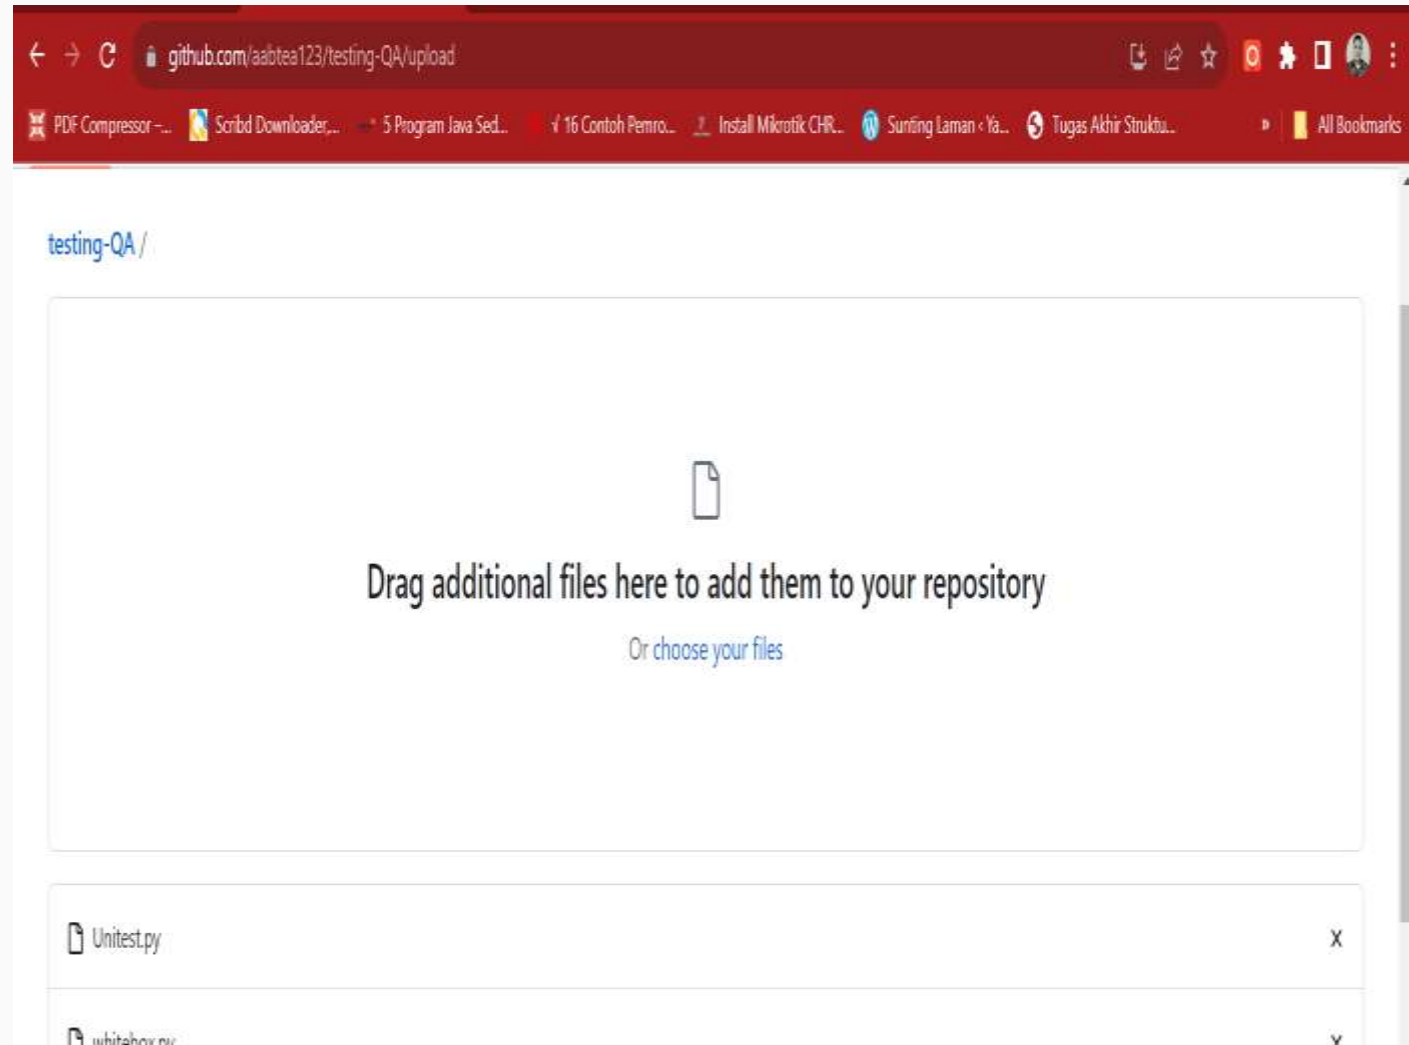 github.com/aabtea123/testing-QA/upload
PDF Compressor –... Scribd Downloader,... 5 Program Java Sed... √ 16 Contoh Pemro... Install Mikrotik CHR... Sunting Laman ‹ Ya... Tugas Akhir Struktu... » All Bookmarks
testing-QA /
Drag additional files here to add them to your repository
Or choose your files
Unitest.py x
whitebox.py x